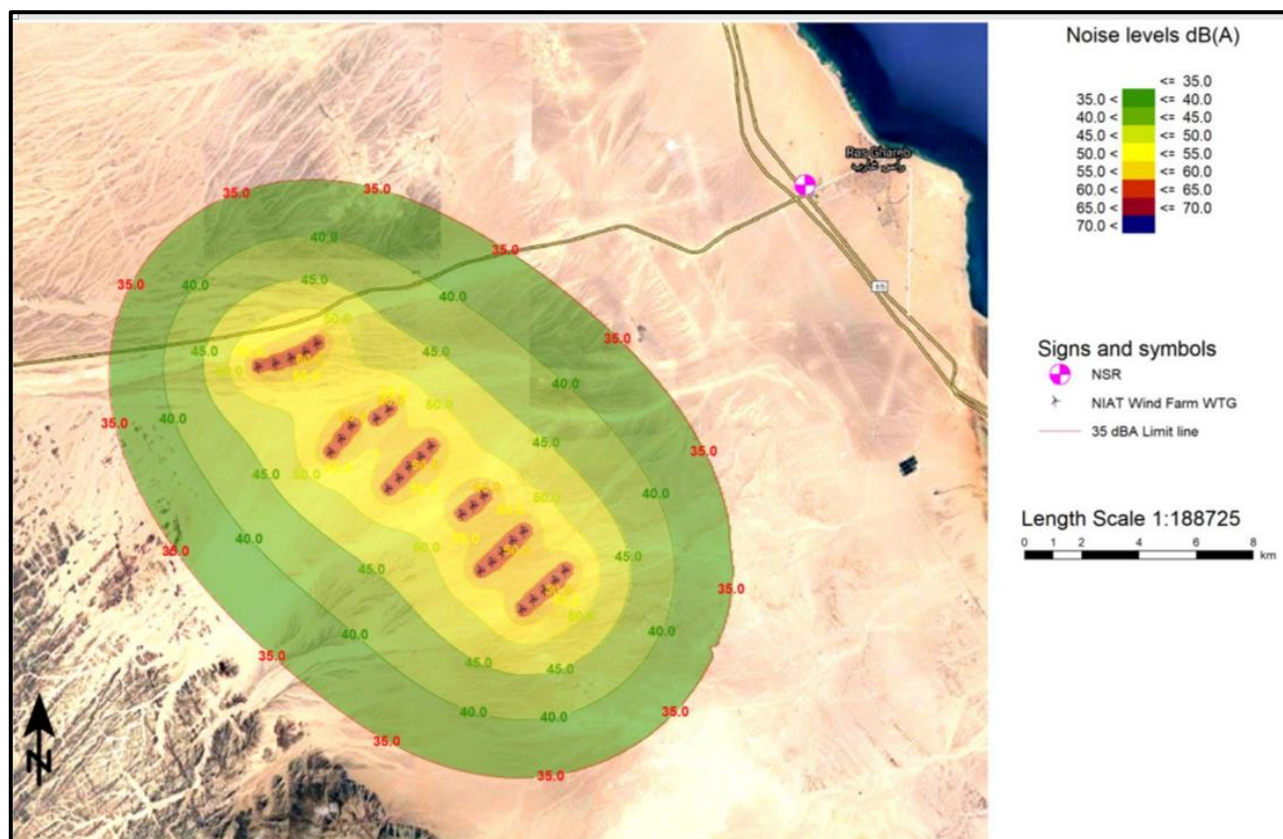 Noise levels dB(A)
<= 35.0
35.0 < <= 40.0
40.0 < <= 45.0
45.0 < <= 50.0
50.0 < <= 55.0
55.0 < <= 60.0
60.0 < <= 65.0
65.0 < <= 70.0
70.0 <
Signs and symbols
NSR
NIAT Wind Farm WTG
35 dBA Limit line
Length Scale 1:188725
0 1 2 4 6 8
km
Ras Ghareb
رأس غارب
65
N
35.0
35.0
35.0
35.0
35.0
35.0
35.0
35.0
35.0
35.0
35.0
35.0
35.0
40.0
40.0
40.0
40.0
40.0
40.0
40.0
40.0
40.0
40.0
40.0
45.0
45.0
45.0
45.0
45.0
45.0
45.0
45.0
45.0
50.0
50.0
50.0
50.0
50.0
50.0